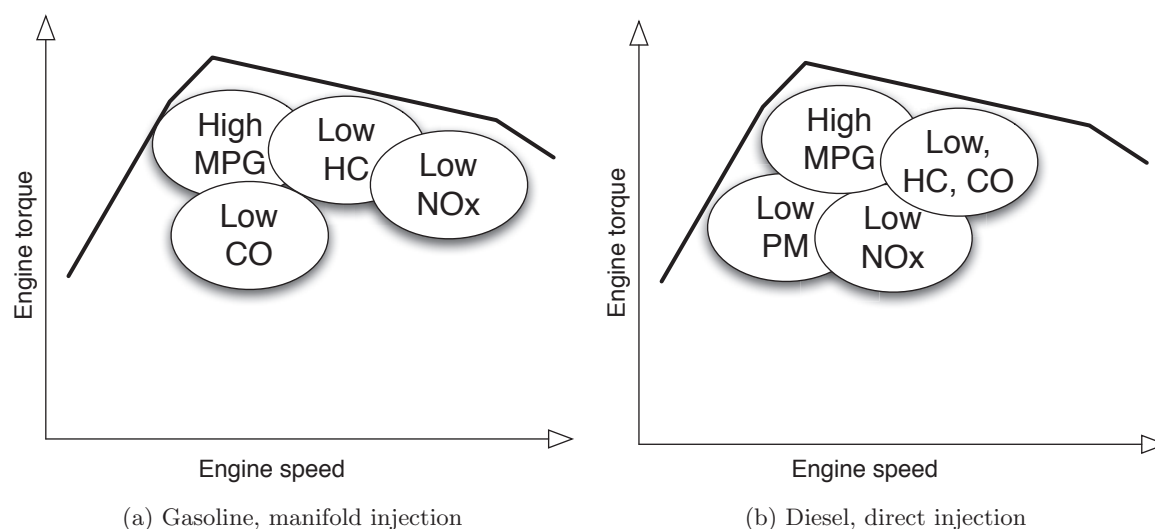 Engine torque
High
MPG
Low
HC
Low
NOx
Low
CO
Engine speed
(a) Gasoline, manifold injection
Engine torque
High
MPG
Low,
HC, CO
Low
PM
Low
NOx
Engine speed
(b) Diesel, direct injection